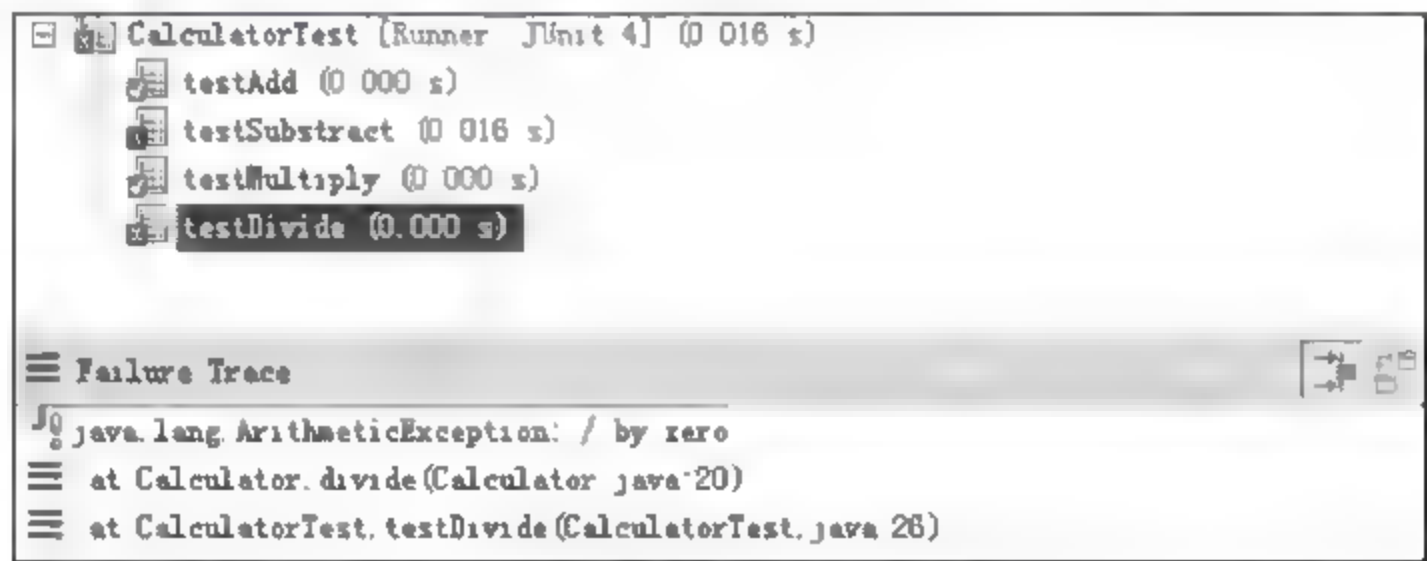 CalculatorTest [Runner JUnit 4] (0 016 s)
testAdd (0 000 s)
testSubstract (0 016 s)
testMultiply (0 000 s)
testDivide (0.000 s)
Failure Trace
java.lang.ArithmeticException: / by zero
at Calculator.divide(Calculator java:20)
at CalculatorTest.testDivide(CalculatorTest.java 26)